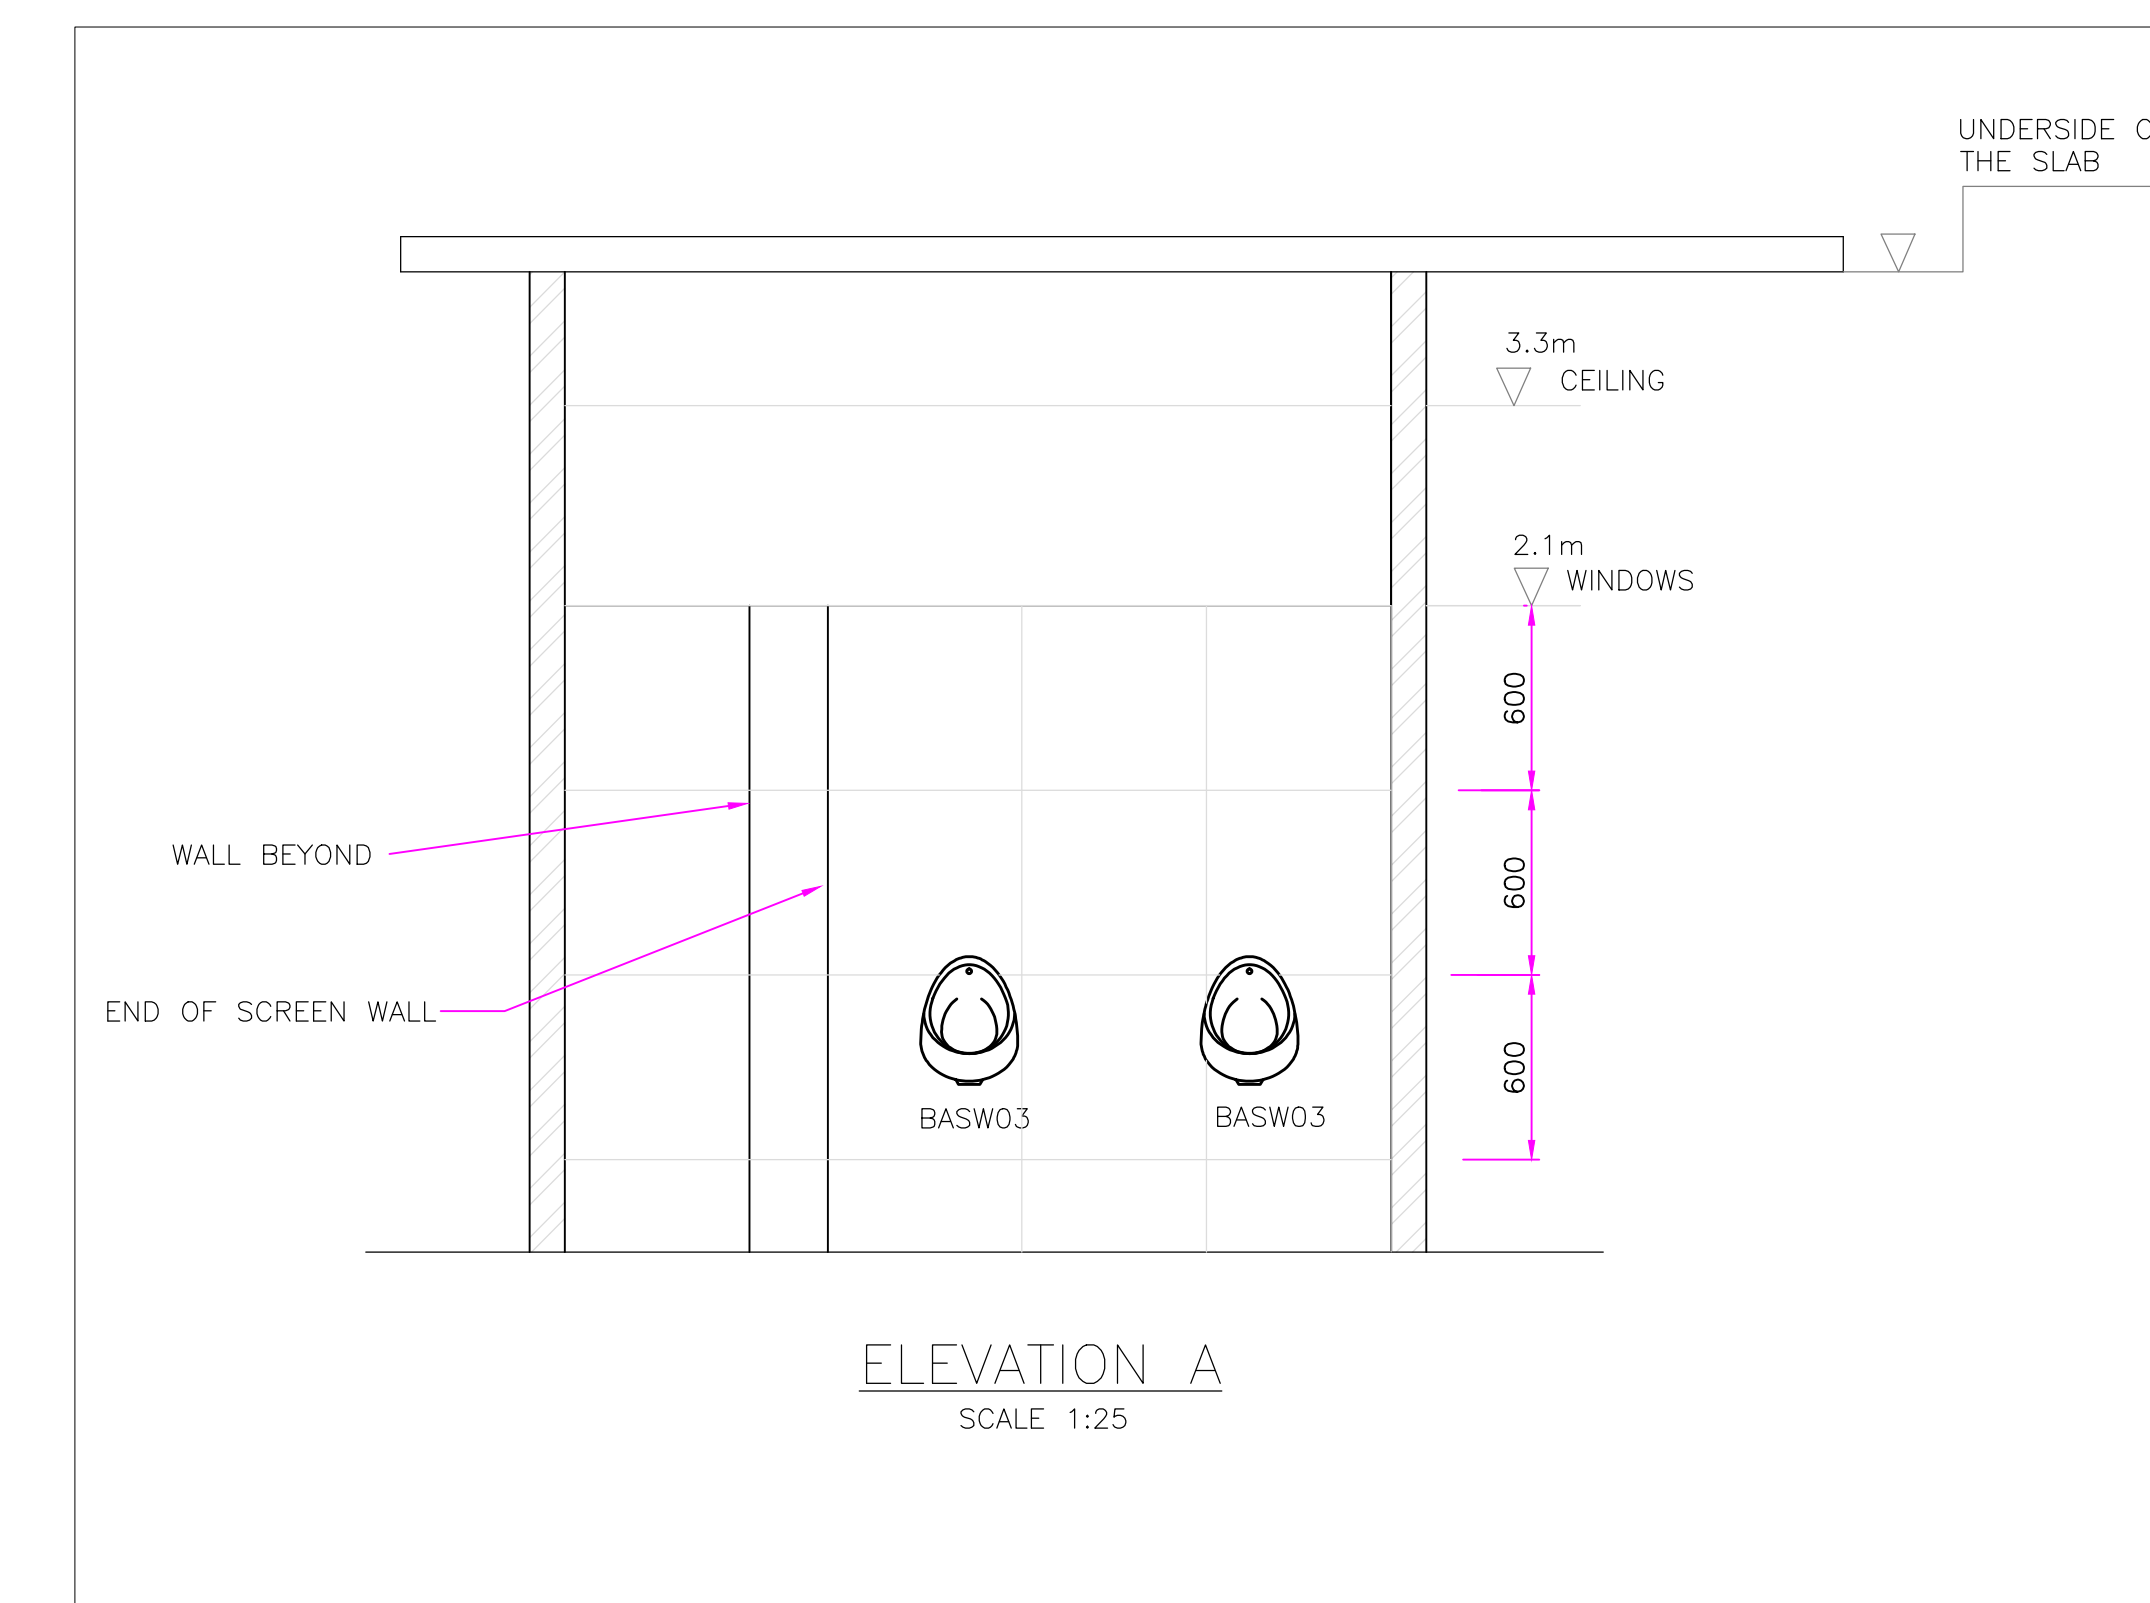 UNDERSIDE
THE SLAB
3.3m
CEILING
2.1m
WINDOWS
600
WALL BEYOND
600
END OF SCREEN WALL
600
BASW03
BASW03
ELEVATION A
SCALE 1:25